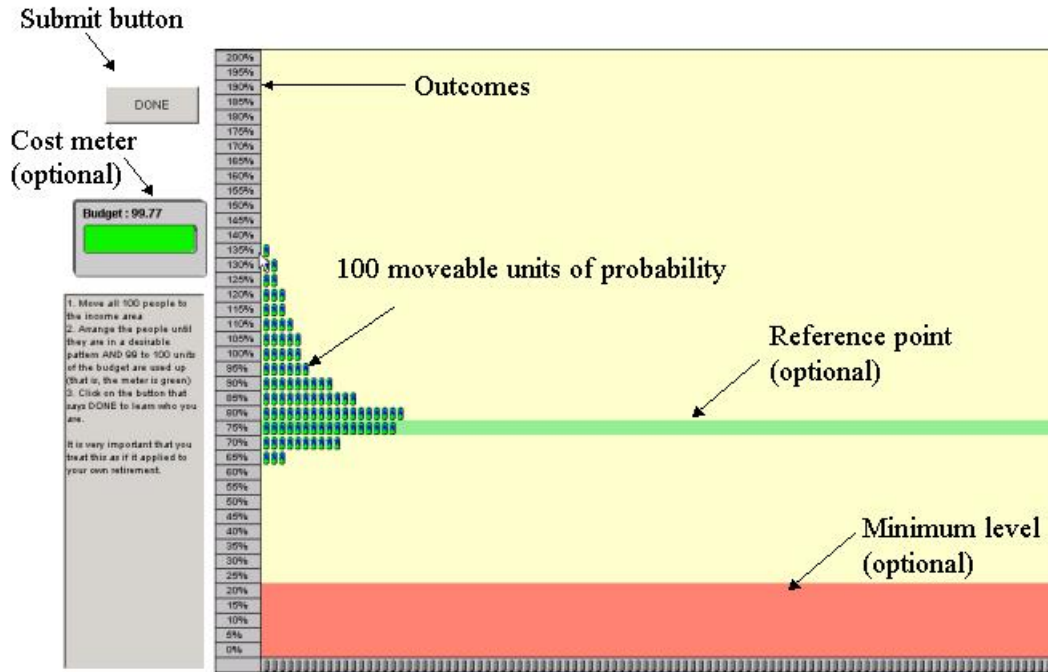 Submit button
DONE
Cost meter
(optional)
Budget : 99.77
1. Move all 100 people to
the income area
2. Arrange the people until
they are in a desirable
pattern AND 99 to 100 units
of the budget are used up
(that is, the meter is green)
3. Click on the button that
says DONE to learn who you
are.
It is very important that you
treat this as if it applied to
your own retirement.
200%
195%
190%
185%
180%
175%
170%
165%
160%
155%
150%
145%
140%
135%
130%
125%
120%
115%
110%
105%
100%
95%
90%
85%
80%
75%
70%
65%
60%
55%
50%
45%
40%
35%
30%
25%
20%
15%
10%
5%
0%
Outcomes
100 moveable units of probability
Reference point
(optional)
Minimum level
(optional)